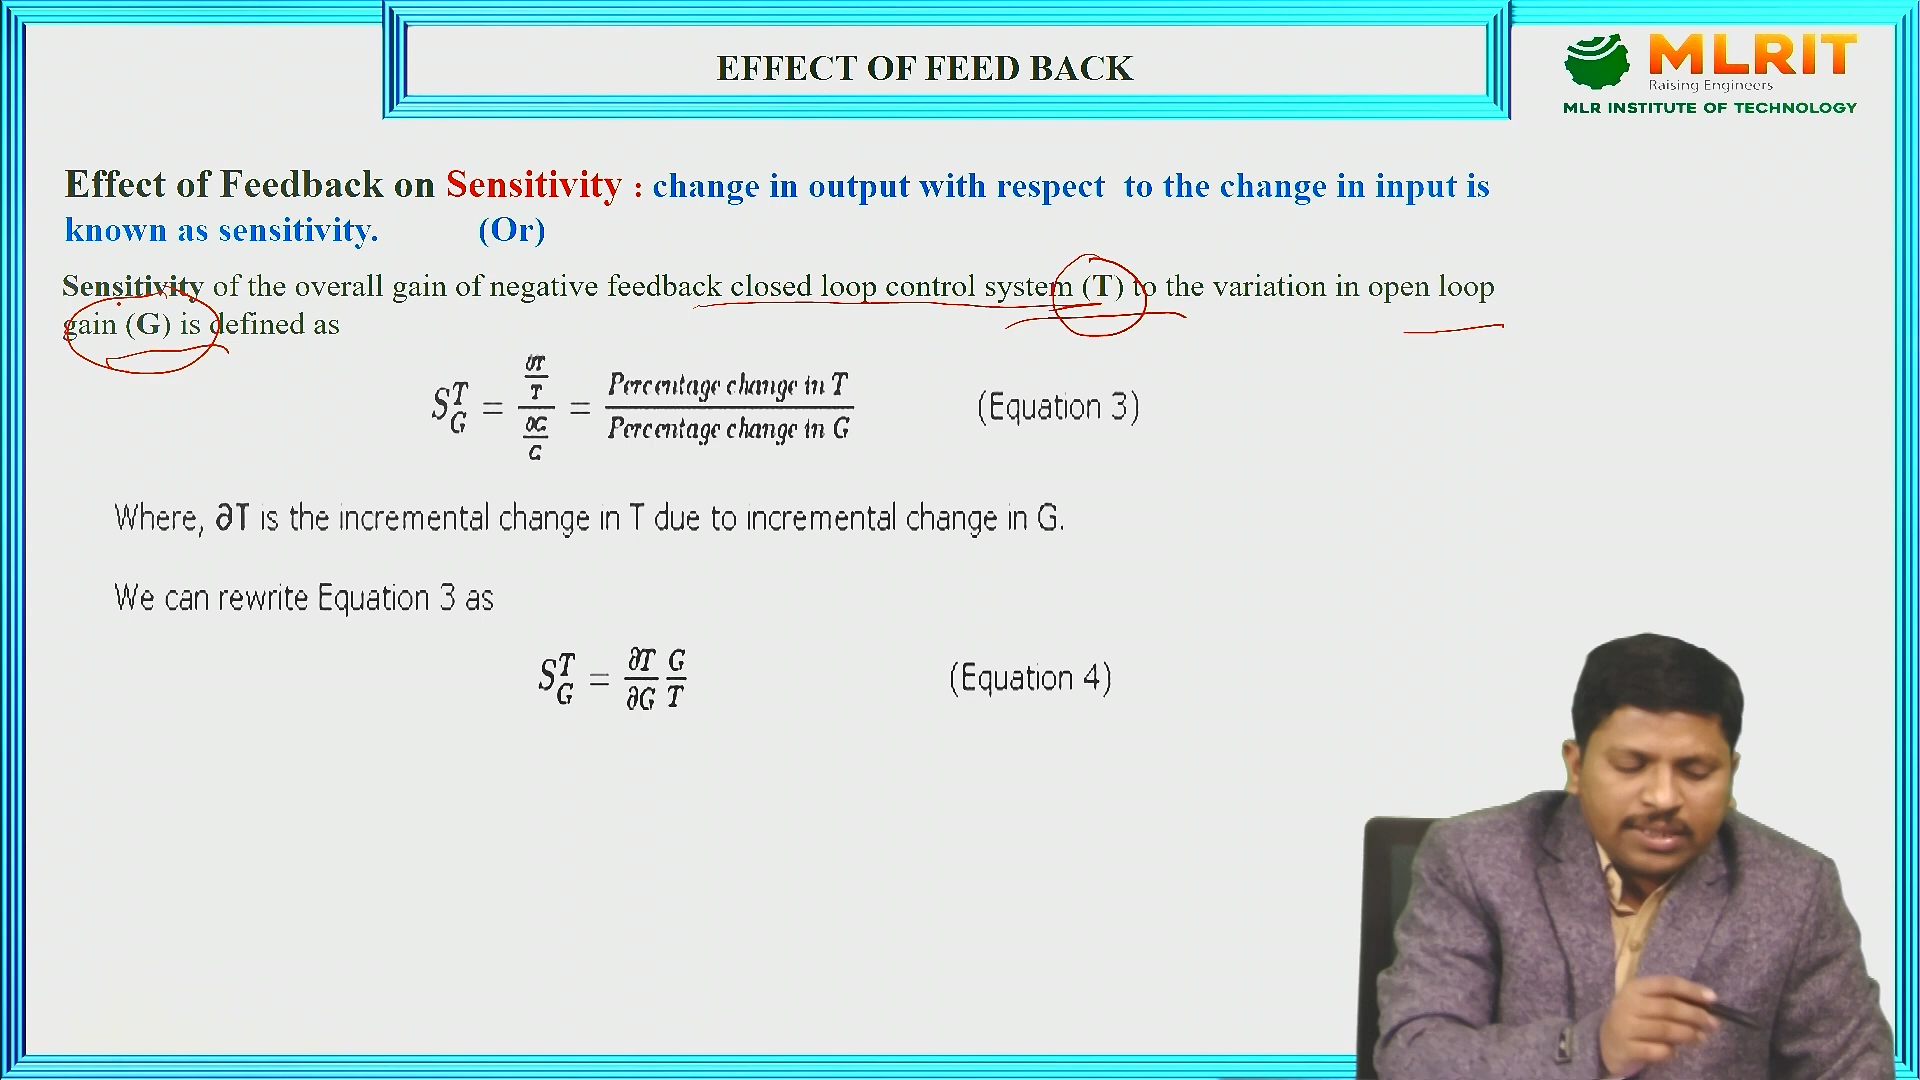 EFFECT OF FEED BACK
MLRIT
Raising Engineers
MLR INSTITUTE OF TECHNOLOGY
Effect of Feedback on Sensitivity : change in output with respect to the change in input is
known as sensitivity. (Or)
Sensitivity of the overall gain of negative feedback closed loop control system (T) to the variation in open loop
gain (G) is defined as
S_G^T = (∂T/T)/(∂G/G) = Percentage change in T / Percentage change in G (Equation 3)
Where, ∂T is the incremental change in T due to incremental change in G.
We can rewrite Equation 3 as
S_G^T = ∂T/∂G G/T (Equation 4)